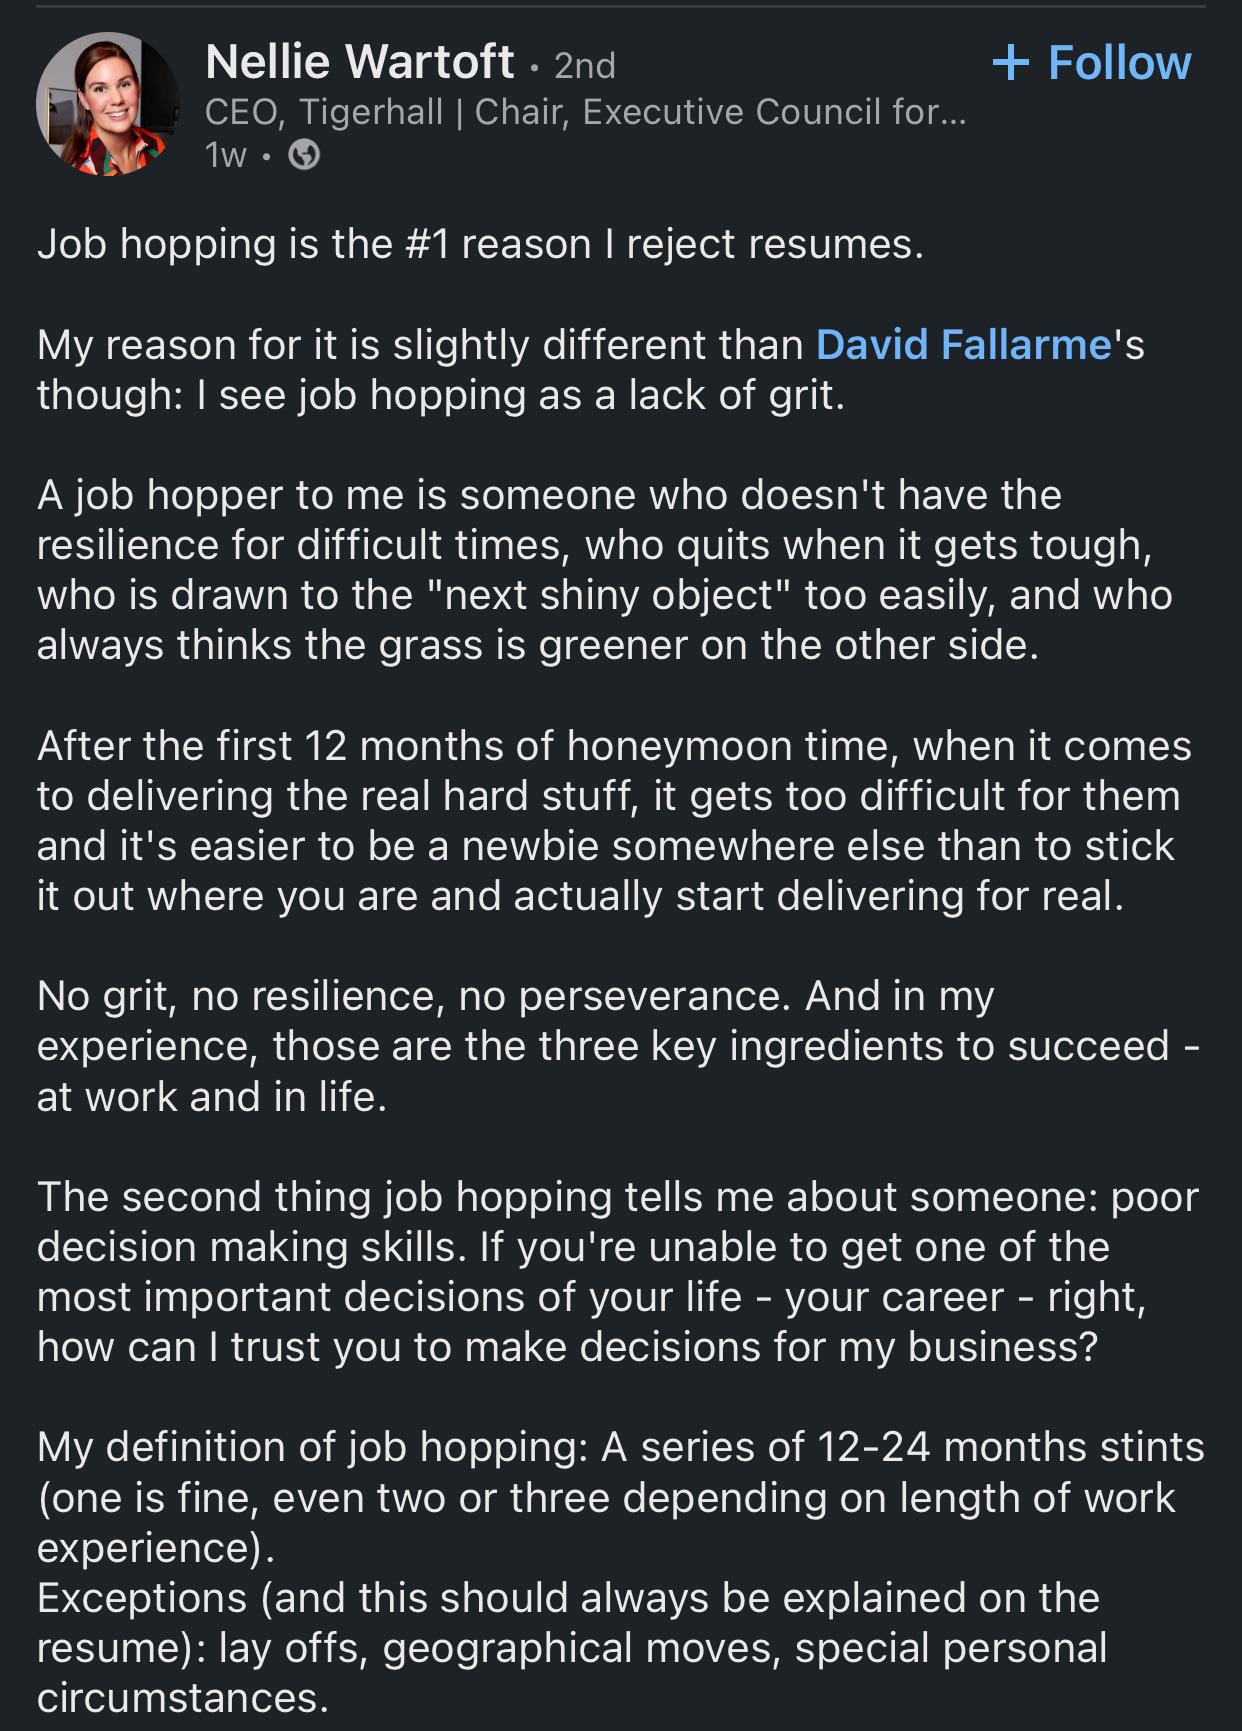 Nellie Wartoft · 2nd
+ Follow
CEO, Tigerhall | Chair, Executive Council for...
1w ·
Job hopping is the #1 reason I reject resumes.
My reason for it is slightly different than David Fallarme's
though: I see job hopping as a lack of grit.
A job hopper to me is someone who doesn't have the
resilience for difficult times, who quits when it gets tough,
who is drawn to the "next shiny object" too easily, and who
always thinks the grass is greener on the other side.
After the first 12 months of honeymoon time, when it comes
to delivering the real hard stuff, it gets too difficult for them
and it's easier to be a newbie somewhere else than to stick
it out where you are and actually start delivering for real.
No grit, no resilience, no perseverance. And in my
experience, those are the three key ingredients to succeed -
at work and in life.
The second thing job hopping tells me about someone: poor
decision making skills. If you're unable to get one of the
most important decisions of your life - your career - right,
how can I trust you to make decisions for my business?
My definition of job hopping: A series of 12-24 months stints
(one is fine, even two or three depending on length of work
experience).
Exceptions (and this should always be explained on the
resume): lay offs, geographical moves, special personal
circumstances.